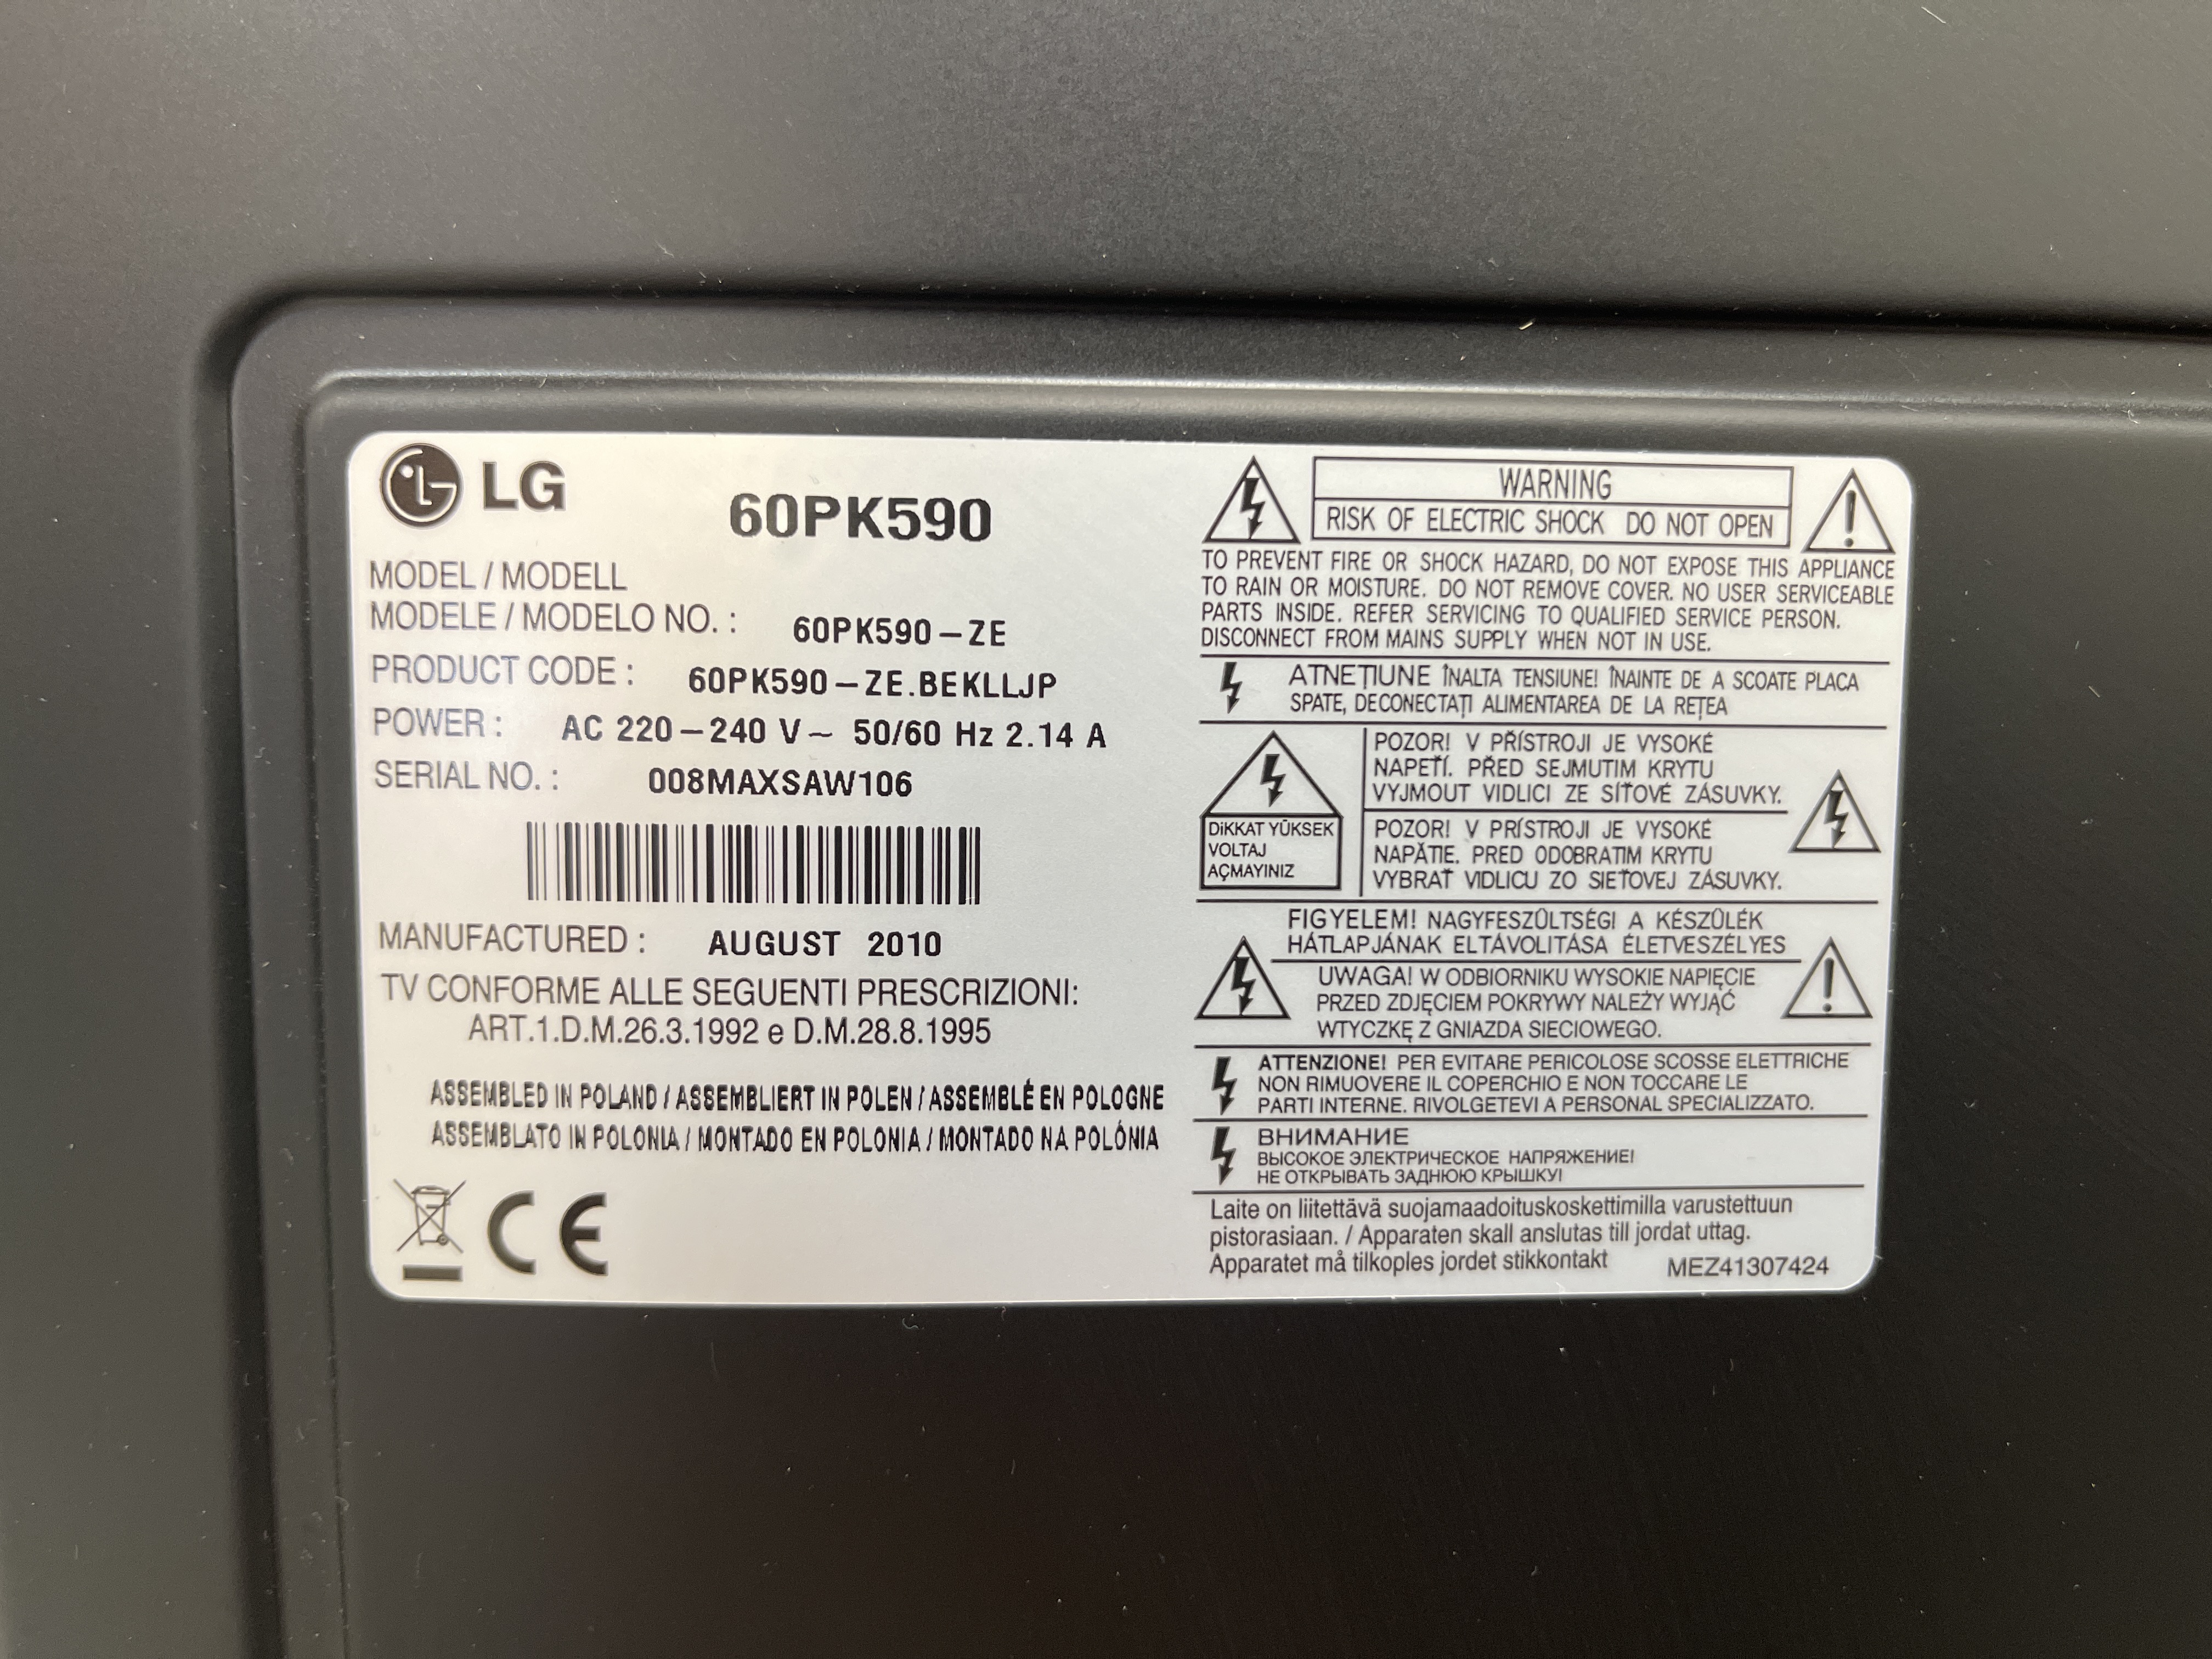 LG
60PK590
MODEL / MODELL
MODELE / MODELO NO. : 60PK590-ZE
PRODUCT CODE : 60PK590-ZE.BEKLLJP
POWER : AC 220-240 V~ 50/60 Hz 2.14 A
SERIAL NO. : 008MAXSAW106
MANUFACTURED : AUGUST 2010
TV CONFORME ALLE SEGUENTI PRESCRIZIONI:
ART.1.D.M.26.3.1992 e D.M.28.8.1995
ASSEMBLED IN POLAND / ASSEMBLIERT IN POLEN / ASSEMBLÉ EN POLOGNE
ASSEMBLATO IN POLONIA / MONTADO EN POLONIA / MONTADO NA POLÓNIA
CE
WARNING
RISK OF ELECTRIC SHOCK DO NOT OPEN
TO PREVENT FIRE OR SHOCK HAZARD, DO NOT EXPOSE THIS APPLIANCE
TO RAIN OR MOISTURE. DO NOT REMOVE COVER. NO USER SERVICEABLE
PARTS INSIDE. REFER SERVICING TO QUALIFIED SERVICE PERSON.
DISCONNECT FROM MAINS SUPPLY WHEN NOT IN USE.
ATNEȚIUNE ÎNALTA TENSIUNE! ÎNAINTE DE A SCOATE PLACA
SPATE, DECONECTAȚI ALIMENTAREA DE LA REȚEA
DİKKAT YÜKSEK
VOLTAJ
AÇMAYINIZ
POZOR! V PŘÍSTROJI JE VYSOKÉ
NAPETÍ. PŘED SEJMUTIM KRYTU
VYJMOUT VIDLICI ZE SÍŤOVÉ ZÁSUVKY.
POZOR! V PRÍSTROJI JE VYSOKÉ
NAPÄTIE. PRED ODOBRATIM KRYTU
VYBRAŤ VIDLICU ZO SIEŤOVEJ ZÁSUVKY.
FIGYELEM! NAGYFESZÜLTSÉGI A KÉSZÜLÉK
HÁTLAPJÁNAK ELTÁVOLITÁSA ÉLETVESZÉLYES
UWAGA! W ODBIORNIKU WYSOKIE NAPIĘCIE
PRZED ZDJĘCIEM POKRYWY NALEŻY WYJĄĆ
WTYCZKĘ Z GNIAZDA SIECIOWEGO.
ATTENZIONE! PER EVITARE PERICOLOSE SCOSSE ELETTRICHE
NON RIMUOVERE IL COPERCHIO E NON TOCCARE LE
PARTI INTERNE. RIVOLGETEVI A PERSONAL SPECIALIZZATO.
ВНИМАНИЕ
ВЫСОКОЕ ЭЛЕКТРИЧЕСКОЕ НАПРЯЖЕНИЕ!
НЕ ОТКРЫВАТЬ ЗАДНЮЮ КРЫШКУ!
Laite on liitettävä suojamaadoituskoskettimilla varustettuun
pistorasiaan. / Apparaten skall anslutas till jordat uttag.
Apparatet må tilkoples jordet stikkontakt MEZ41307424